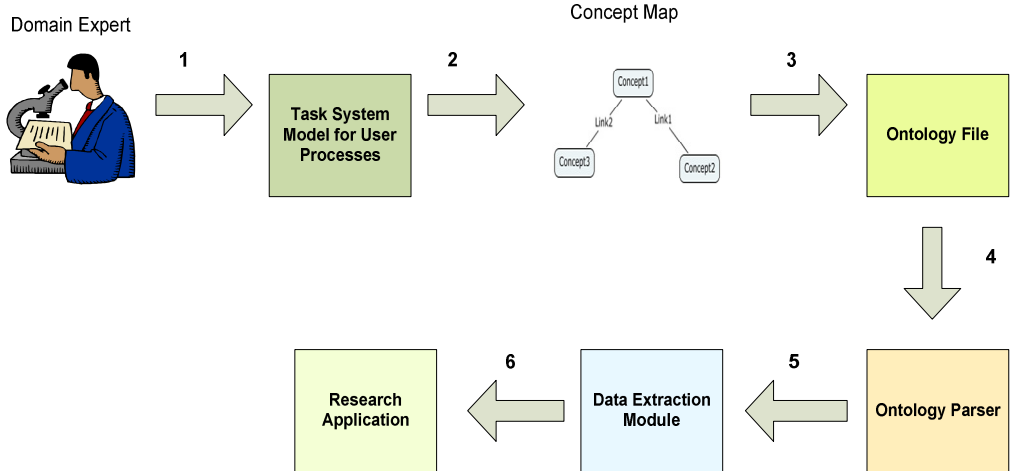 Domain Expert
1
Task System
Model for User
Processes
2
Concept Map
Concept1
Link2
Link1
Concept3
Concept2
3
Ontology File
4
Ontology Parser
5
Data Extraction
Module
6
Research
Application